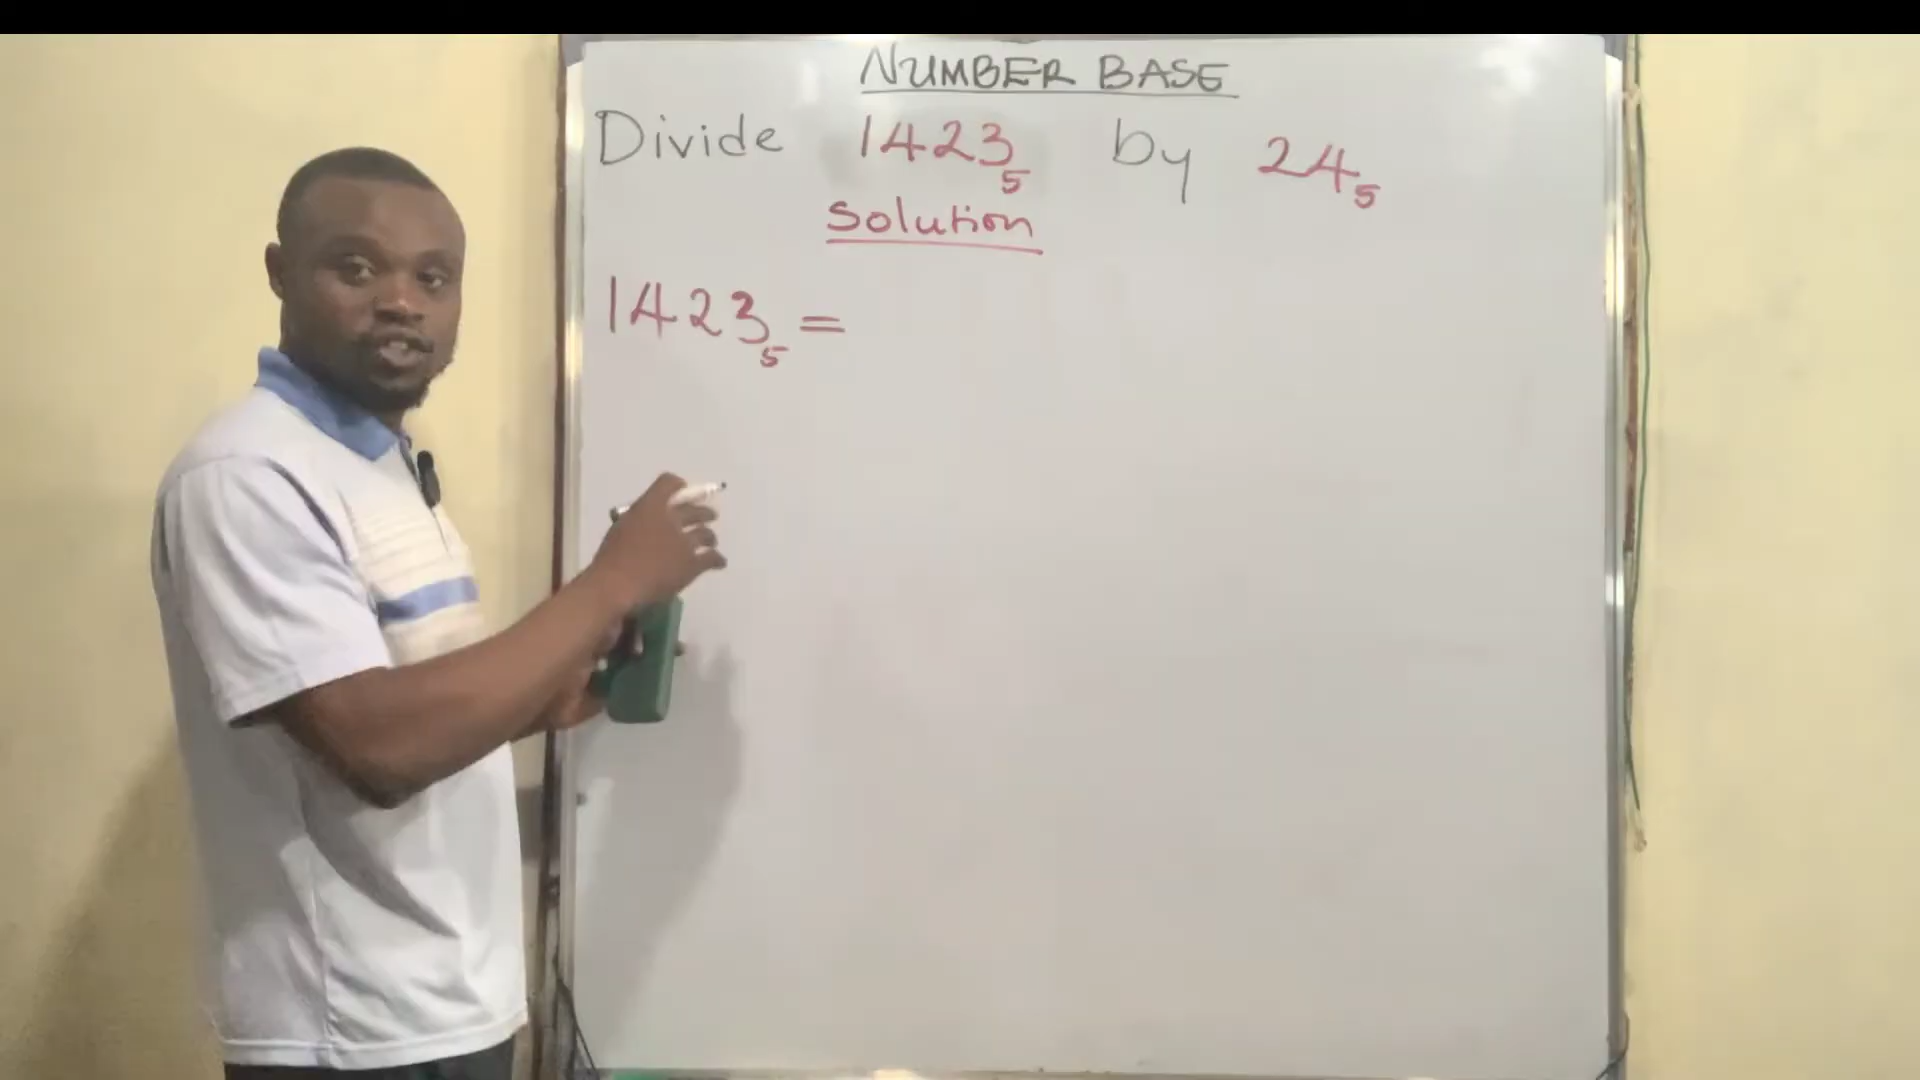 NUMBER BASE
Divide 1423₅ by 24₅
Solution
1423₅ =